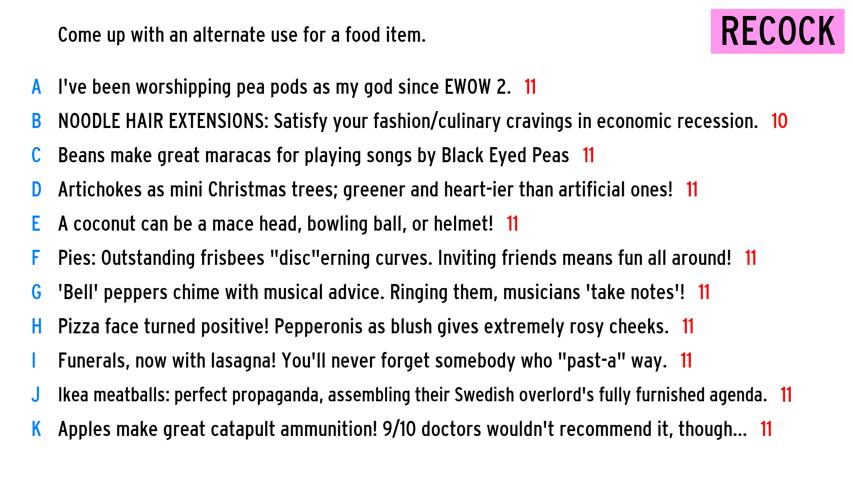 Come up with an alternate use for a food item.
RECOCK
A I've been worshipping pea pods as my god since EWOW 2. 11
B NOODLE HAIR EXTENSIONS: Satisfy your fashion/culinary cravings in economic recession. 10
C Beans make great maracas for playing songs by Black Eyed Peas 11
D Artichokes as mini Christmas trees; greener and heart-ier than artificial ones! 11
E A coconut can be a mace head, bowling ball, or helmet! 11
F Pies: Outstanding frisbees "disc"erning curves. Inviting friends means fun all around! 11
G 'Bell' peppers chime with musical advice. Ringing them, musicians 'take notes'! 11
H Pizza face turned positive! Pepperonis as blush gives extremely rosy cheeks. 11
I Funerals, now with lasagna! You'll never forget somebody who "past-a" way. 11
J Ikea meatballs: perfect propaganda, assembling their Swedish overlord's fully furnished agenda. 11
K Apples make great catapult ammunition! 9/10 doctors wouldn't recommend it, though... 11